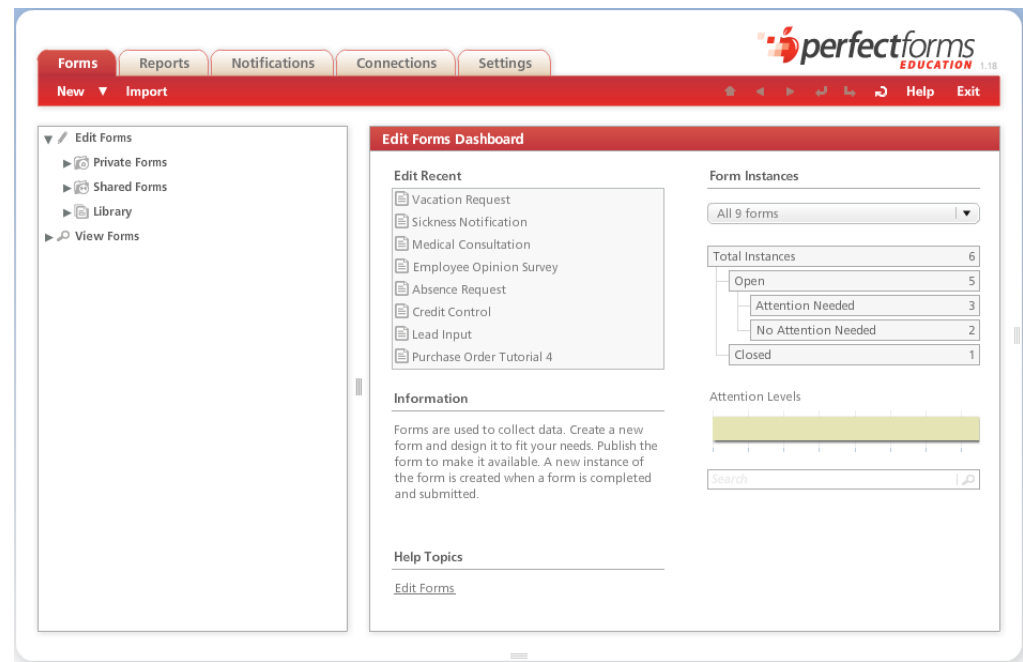 perfectforms
EDUCATION 1.18
Forms Reports Notifications Connections Settings
New Import Help Exit
Edit Forms
Private Forms
Shared Forms
Library
View Forms
Edit Forms Dashboard
Edit Recent
Vacation Request
Sickness Notification
Medical Consultation
Employee Opinion Survey
Absence Request
Credit Control
Lead Input
Purchase Order Tutorial 4
Information
Forms are used to collect data. Create a new
form and design it to fit your needs. Publish the
form to make it available. A new instance of
the form is created when a form is completed
and submitted.
Help Topics
Edit Forms
Form Instances
All 9 forms
Total Instances 6
Open 5
Attention Needed 3
No Attention Needed 2
Closed 1
Attention Levels
Search